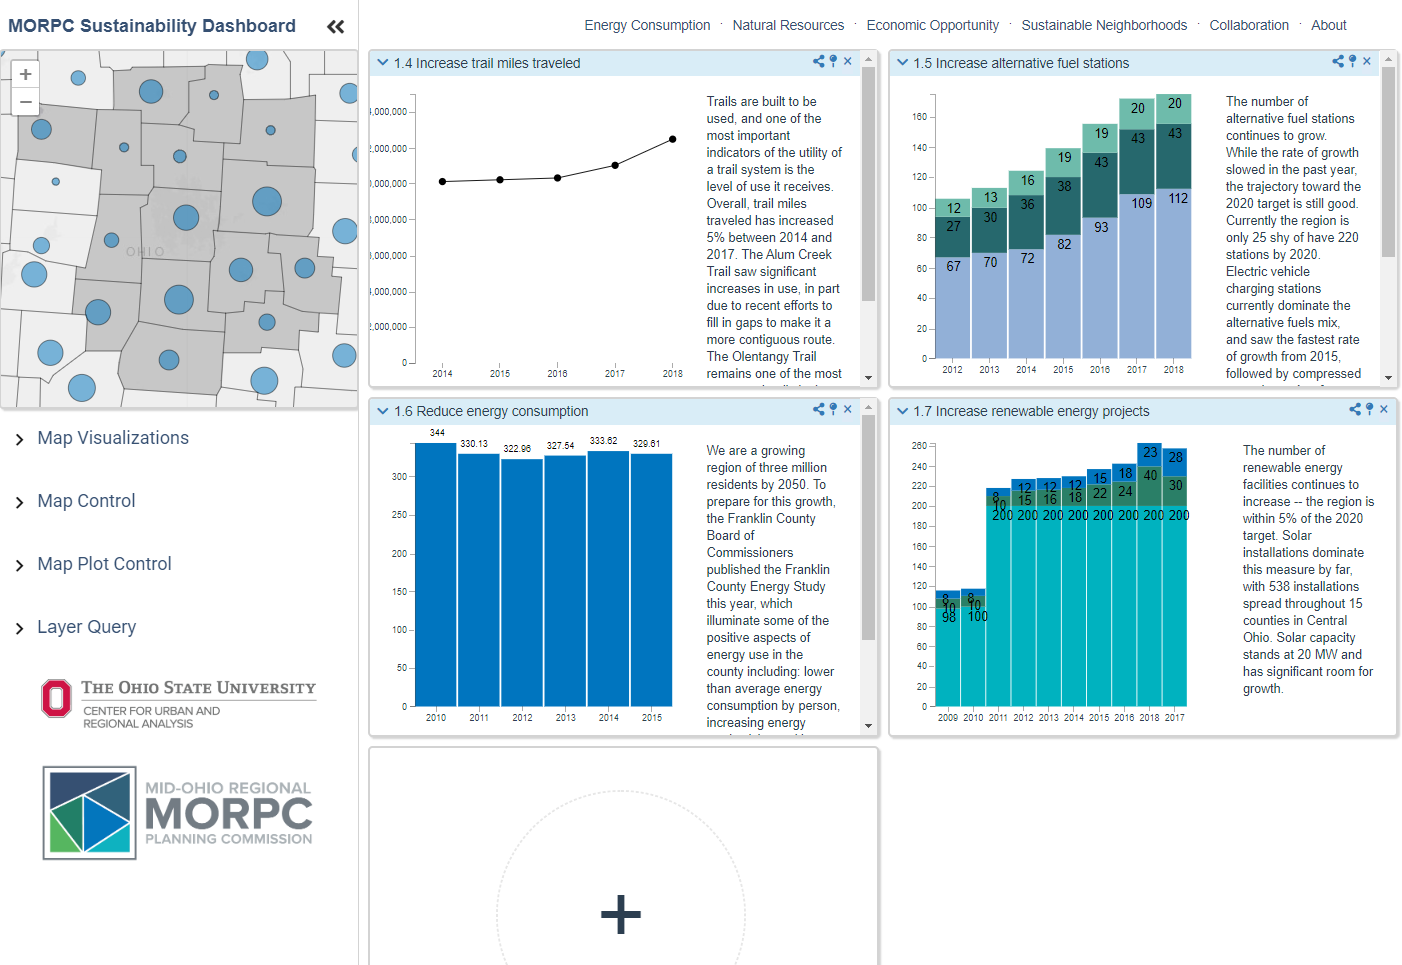 MORPC Sustainability Dashboard
Energy Consumption · Natural Resources · Economic Opportunity · Sustainable Neighborhoods · Collaboration · About
+
−
OHIO
Map Visualizations
Map Control
Map Plot Control
Layer Query
THE OHIO STATE UNIVERSITY
CENTER FOR URBAN AND
REGIONAL ANALYSIS
MID-OHIO REGIONAL
MORPC
PLANNING COMMISSION
1.4 Increase trail miles traveled
,000,000
2,000,000
,000,000
,000,000
,000,000
4,000,000
2,000,000
0
2014 2015 2016 2017 2018
Trails are built to be
used, and one of the
most important
indicators of the utility of
a trail system is the
level of use it receives.
Overall, trail miles
traveled has increased
5% between 2014 and
2017. The Alum Creek
Trail saw significant
increases in use, in part
due to recent efforts to
fill in gaps to make it a
more contiguous route.
The Olentangy Trail
remains one of the most
1.5 Increase alternative fuel stations
160
140
120
100
80
60
40
20
0
12 13 16 19 19 20 20
27 30 36 38 43 43 43
67 70 72 82 93 109 112
2012 2013 2014 2015 2016 2017 2018
The number of
alternative fuel stations
continues to grow.
While the rate of growth
slowed in the past year,
the trajectory toward the
2020 target is still good.
Currently the region is
only 25 shy of have 220
stations by 2020.
Electric vehicle
charging stations
currently dominate the
alternative fuels mix,
and saw the fastest rate
of growth from 2015,
followed by compressed
1.6 Reduce energy consumption
344 330.13 322.96 327.54 333.62 329.61
300
250
200
150
100
50
0
2010 2011 2012 2013 2014 2015
We are a growing
region of three million
residents by 2050. To
prepare for this growth,
the Franklin County
Board of
Commissioners
published the Franklin
County Energy Study
this year, which
illuminate some of the
positive aspects of
energy use in the
county including: lower
than average energy
consumption by person,
increasing energy
1.7 Increase renewable energy projects
260
240
220
200
180
160
140
120
100
80
60
40
20
0
8 8 8 12 12 12 15 18 23 28
10 10 10 15 16 18 22 24 40 30
98 100 200 200 200 200 200 200 200 200
2009 2010 2011 2012 2013 2014 2015 2016 2018 2017
The number of
renewable energy
facilities continues to
increase -- the region is
within 5% of the 2020
target. Solar
installations dominate
this measure by far,
with 538 installations
spread throughout 15
counties in Central
Ohio. Solar capacity
stands at 20 MW and
has significant room for
growth.
+